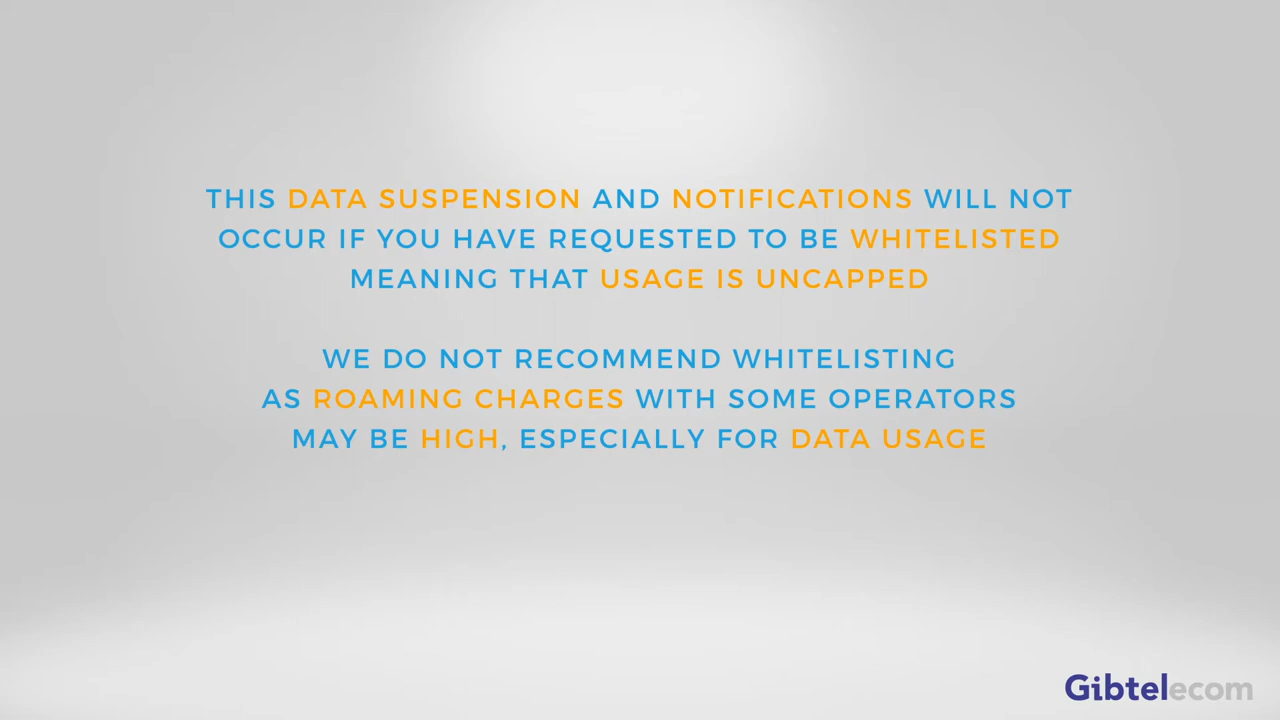 THIS DATA SUSPENSION AND NOTIFICATIONS WILL NOT
OCCUR IF YOU HAVE REQUESTED TO BE WHITELISTED
MEANING THAT USAGE IS UNCAPPED
WE DO NOT RECOMMEND WHITELISTING
AS ROAMING CHARGES WITH SOME OPERATORS
MAY BE HIGH, ESPECIALLY FOR DATA USAGE
Gibtelecom